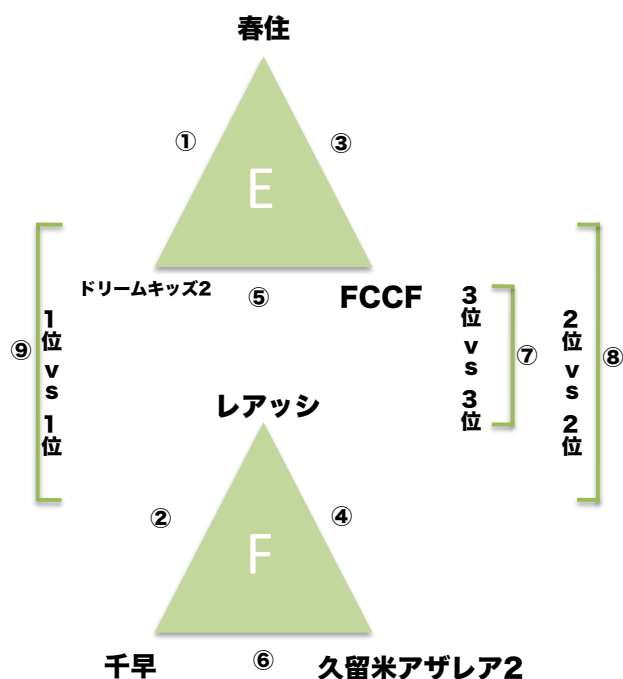 春住
①
③
E
ドリームキッズ2
⑤
FCCF
⑨
1位 vs 1位
3位 vs 3位
⑦
2位 vs 2位
⑧
レアッシ
②
④
F
千早
⑥
久留米アザレア2